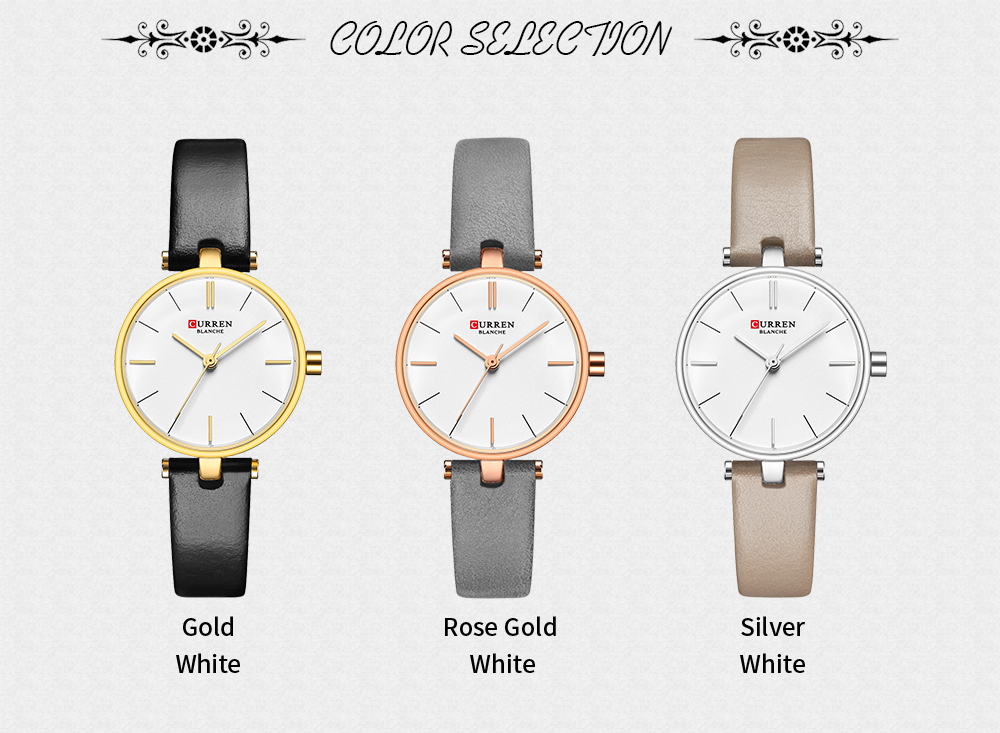 COLOR SELECTION
CURREN
BLANCHE
CURREN
BLANCHE
CURREN
BLANCHE
Gold
White
Rose Gold
White
Silver
White